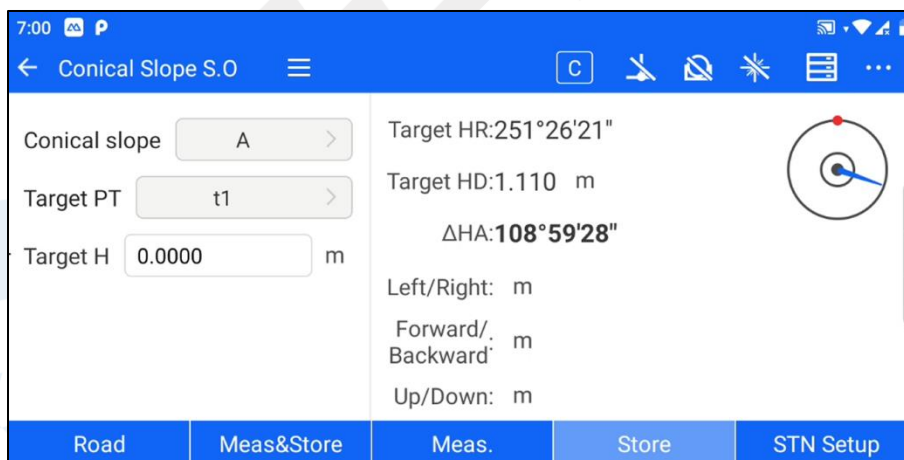 7:00
Conical Slope S.O
C
Conical slope A
Target PT t1
Target H 0.0000 m
Target HR:251°26'21"
Target HD:1.110 m
ΔHA:108°59'28"
Left/Right: m
Forward/
Backward: m
Up/Down: m
Road Meas&Store Meas. Store STN Setup